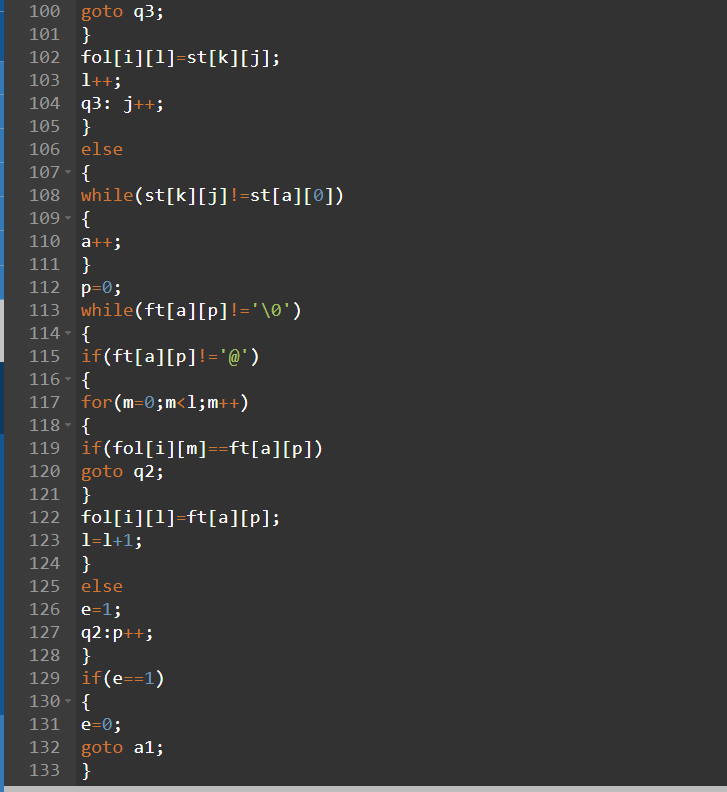 100 goto q3;
101 }
102 fol[i][l]=st[k][j];
103 l++;
104 q3: j++;
105 }
106 else
107 {
108 while(st[k][j]!=st[a][0])
109 {
110 a++;
111 }
112 p=0;
113 while(ft[a][p]!='\0')
114 {
115 if(ft[a][p]!='@')
116 {
117 for(m=0;m<l;m++)
118 {
119 if(fol[i][m]==ft[a][p])
120 goto q2;
121 }
122 fol[i][l]=ft[a][p];
123 l=l+1;
124 }
125 else
126 e=1;
127 q2:p++;
128 }
129 if(e==1)
130 {
131 e=0;
132 goto a1;
133 }